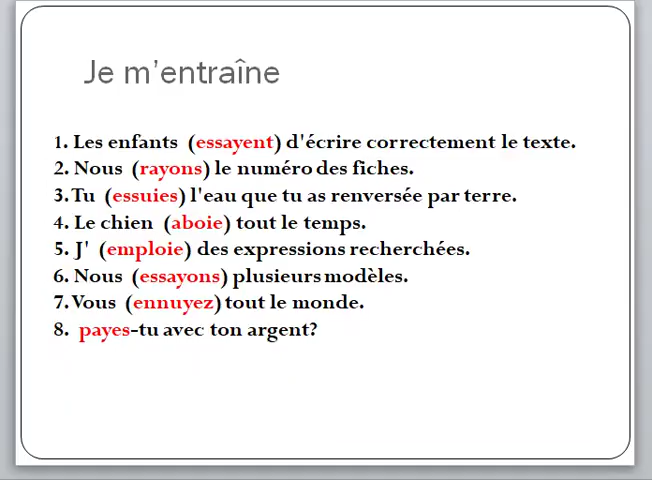 Je m'entraîne
1. Les enfants (essayent) d'écrire correctement le texte.
2. Nous (rayons) le numéro des fiches.
3. Tu (essuies) l'eau que tu as renversée par terre.
4. Le chien (aboie) tout le temps.
5. J' (emploie) des expressions recherchées.
6. Nous (essayons) plusieurs modèles.
7. Vous (ennuyez) tout le monde.
8. payes-tu avec ton argent?